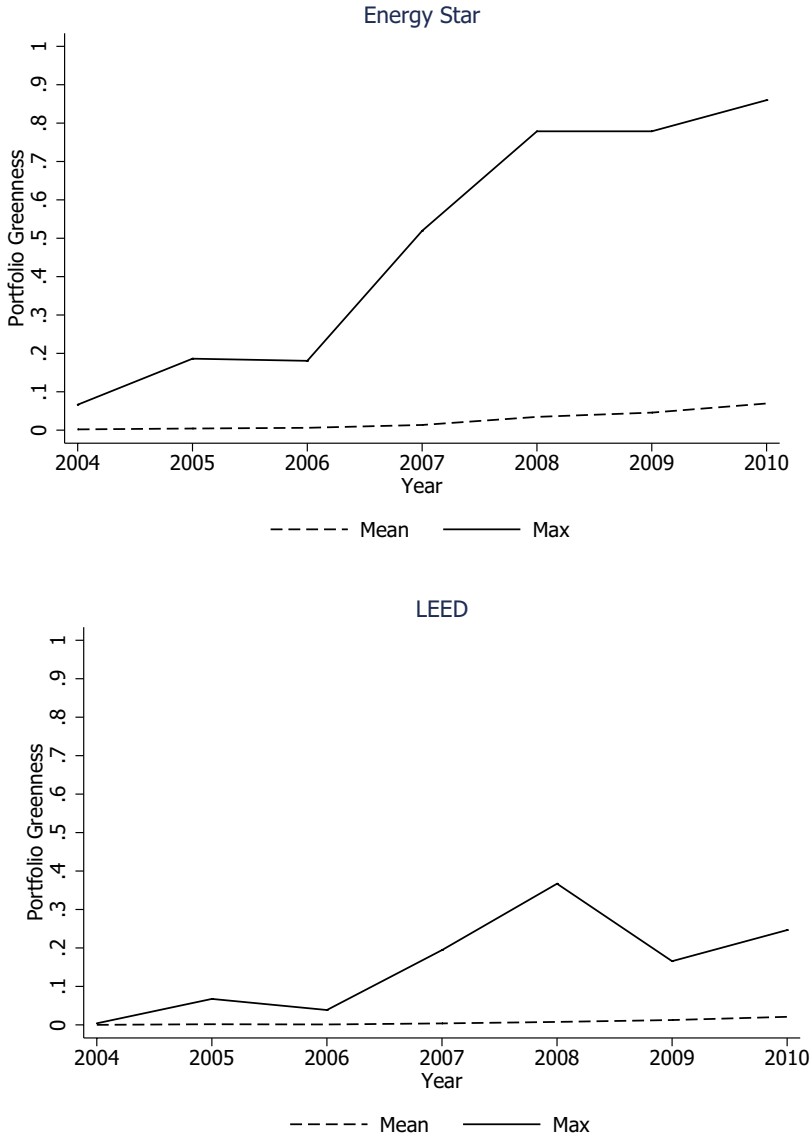 Energy Star
Portfolio Greenness
1
.9
.8
.7
.6
.5
.4
.3
.2
.1
0
2004 2005 2006 2007 2008 2009 2010
Year
Mean Max
LEED
Portfolio Greenness
1
.9
.8
.7
.6
.5
.4
.3
.2
.1
0
2004 2005 2006 2007 2008 2009 2010
Year
Mean Max